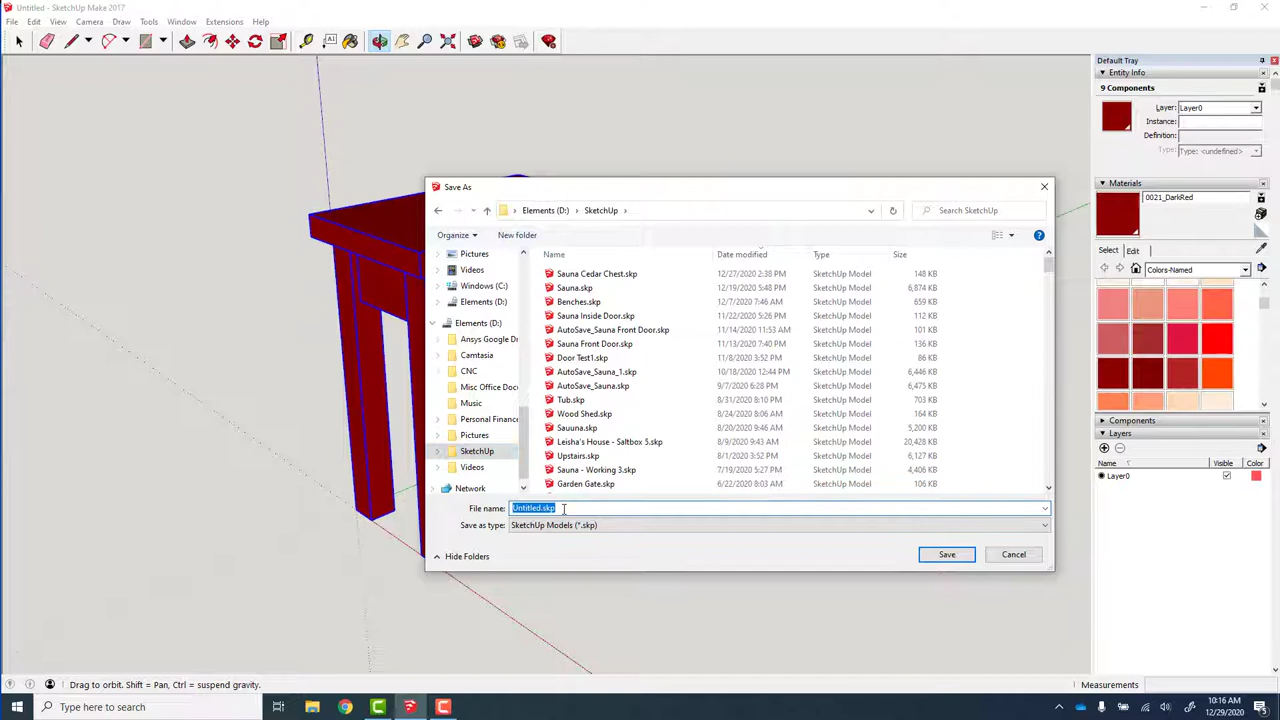 Untitled - SketchUp Make 2017
File Edit View Camera Draw Tools Window Extensions Help
Default Tray
Entity Info
9 Components
Layer: Layer0
Instance:
Definition:
Type: Type: <undefined>
Materials
0021_DarkRed
Select Edit
Colors-Named
Components
Layers
Name Visible Color
Layer0
Save As
Elements (D:) SketchUp
Search SketchUp
Organize New folder
Name Date modified Type Size
Pictures
Videos
Windows (C:)
Elements (D:)
Elements (D:)
Ansys Google Dr
Camtasia
CNC
Misc Office Doc
Music
Personal Finance
Pictures
SketchUp
Videos
Network
Sauna Cedar Chest.skp 12/27/2020 2:38 PM SketchUp Model 148 KB
Sauna.skp 12/19/2020 5:48 PM SketchUp Model 6,874 KB
Benches.skp 12/7/2020 7:46 AM SketchUp Model 659 KB
Sauna Inside Door.skp 11/22/2020 5:26 PM SketchUp Model 112 KB
AutoSave_Sauna Front Door.skp 11/14/2020 11:53 AM SketchUp Model 101 KB
Sauna Front Door.skp 11/13/2020 7:40 PM SketchUp Model 136 KB
Door Test1.skp 11/8/2020 3:52 PM SketchUp Model 86 KB
AutoSave_Sauna_1.skp 10/18/2020 12:44 PM SketchUp Model 6,446 KB
AutoSave_Sauna.skp 9/7/2020 6:28 PM SketchUp Model 6,475 KB
Tub.skp 8/31/2020 8:10 PM SketchUp Model 703 KB
Wood Shed.skp 8/24/2020 8:06 AM SketchUp Model 164 KB
Sauuna.skp 8/20/2020 9:46 AM SketchUp Model 5,200 KB
Leisha's House - Saltbox 5.skp 8/9/2020 9:43 AM SketchUp Model 20,428 KB
Upstairs.skp 8/1/2020 3:52 PM SketchUp Model 6,127 KB
Sauna - Working 3.skp 7/19/2020 5:27 PM SketchUp Model 4,406 KB
Garden Gate.skp 6/22/2020 8:03 AM SketchUp Model 106 KB
File name: Untitled.skp
Save as type: SketchUp Models (*.skp)
Hide Folders
Save Cancel
Drag to orbit. Shift = Pan, Ctrl = suspend gravity.
Measurements
Type here to search
10:16 AM
12/29/2020
5